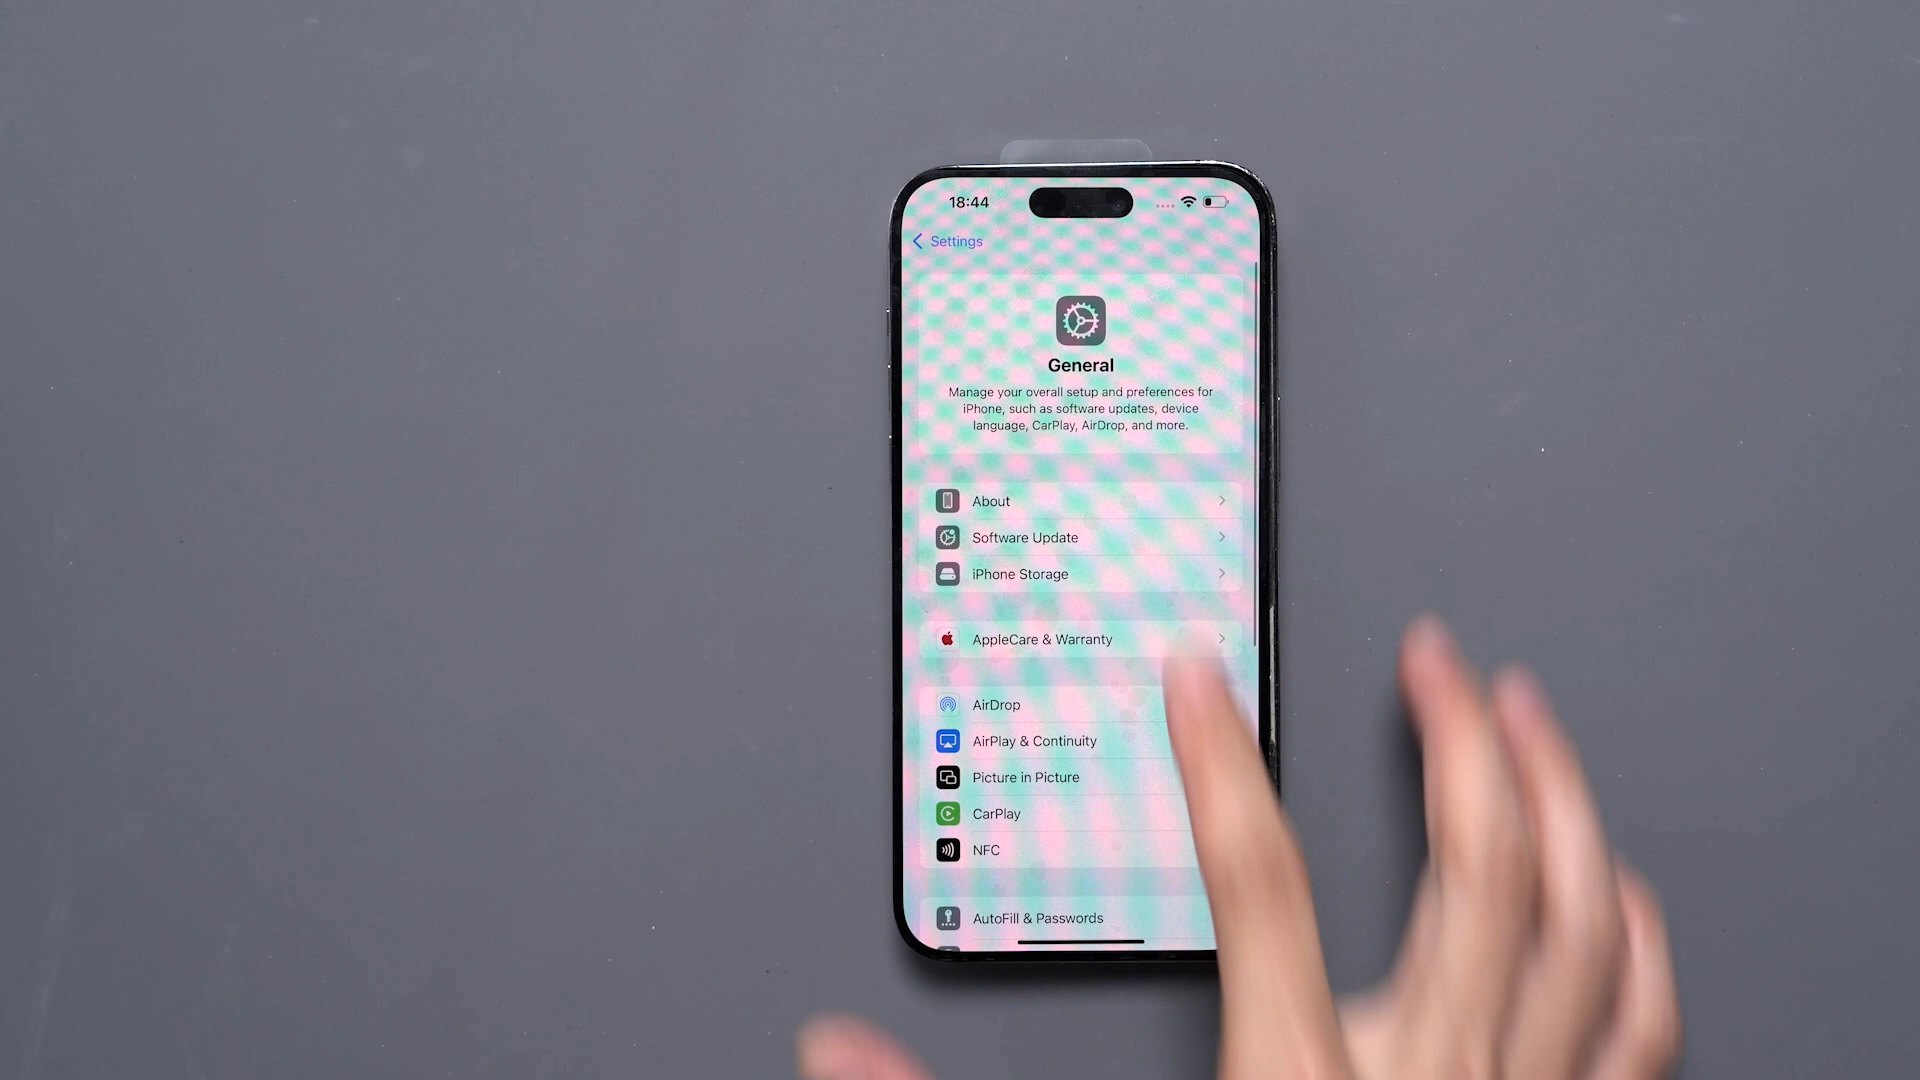 18:44
Settings
General
Manage your overall setup and preferences for
iPhone, such as software updates, device
language, CarPlay, AirDrop, and more.
About
Software Update
iPhone Storage
AppleCare & Warranty
AirDrop
AirPlay & Continuity
Picture in Picture
CarPlay
NFC
AutoFill & Passwords